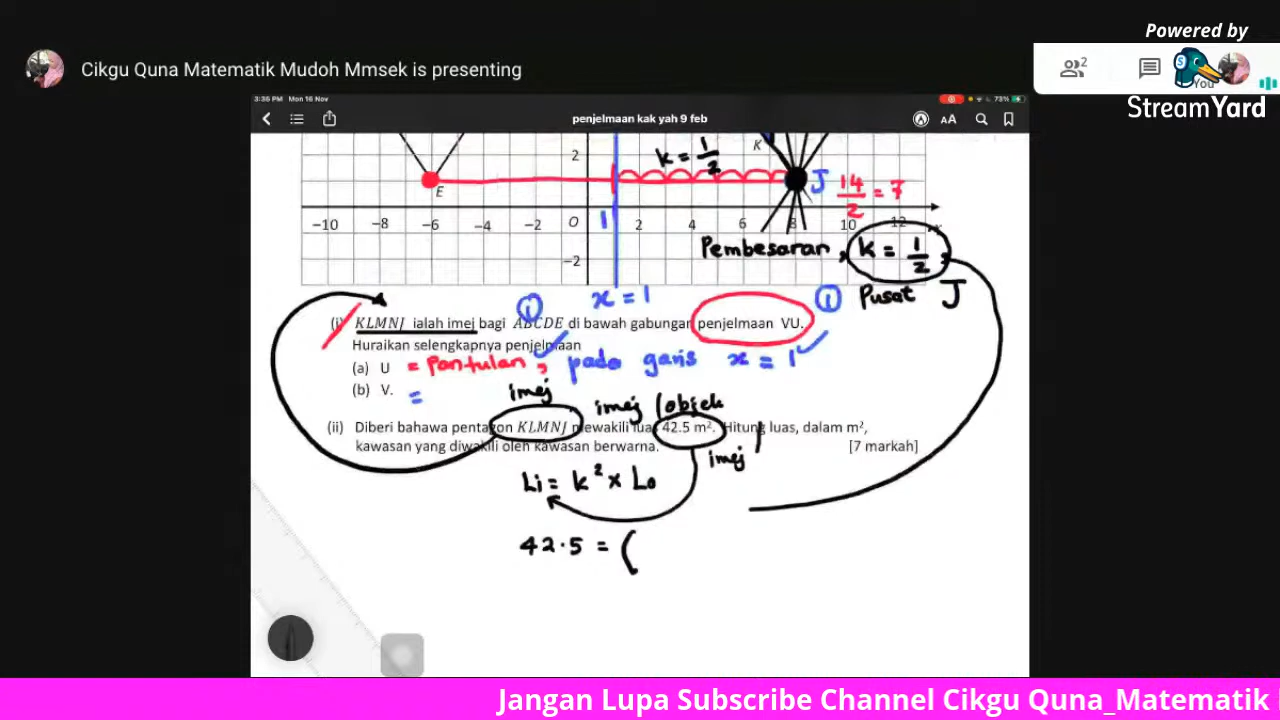 Powered by
Cikgu Quna Matematik Mudoh Mmsek is presenting
2
You
StreamYard
3:35 PM Mon 16 Nov
73%
penjelmaan kak yah 9 feb
AA
2
k = 1/2
K
E
J
14/2 = 7
-10 -8 -6 -4 -2 O 1 2 4 6 8 10 12 x
-2
Pembesaran, k = 1/2,
Pusat J
① x = 1 ①
(i) KLMNJ ialah imej bagi ABCDE di bawah gabungan penjelmaan VU.
Huraikan selengkapnya penjelmaan
(a) U = Pantulan, pada garis x = 1
(b) V. =
imej imej / objek
(ii) Diberi bahawa pentagon KLMNJ mewakili luas 42.5 m². Hitung luas, dalam m²,
kawasan yang diwakili oleh kawasan berwarna. [7 markah]
imej
Li = k² × Lo
42.5 = (
Jangan Lupa Subscribe Channel Cikgu Quna_Matematik